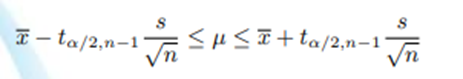 x̄ − t_{α/2,n−1} s/√n ≤ μ ≤ x̄ + t_{α/2,n−1} s/√n